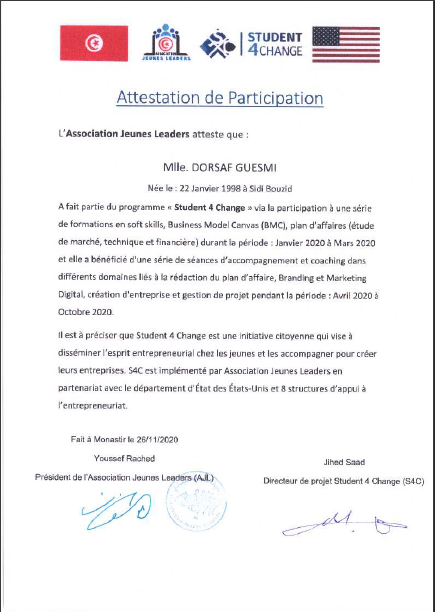 ASSOCIATION
JEUNES LEADERS
STUDENT
4CHANGE
Attestation de Participation
L'Association Jeunes Leaders atteste que :
Mlle. DORSAF GUESMI
Née le : 22 Janvier 1998 à Sidi Bouzid
A fait partie du programme « Student 4 Change » via la participation à une série
de formations en soft skills, Business Model Canvas (BMC), plan d'affaires (étude
de marché, technique et financière) durant la période : Janvier 2020 à Mars 2020
et elle a bénéficié d'une série de séances d'accompagnement et coaching dans
différents domaines liés à la rédaction du plan d'affaire, Branding et Marketing
Digital, création d'entreprise et gestion de projet pendant la période : Avril 2020 à
Octobre 2020.
Il est à préciser que Student 4 Change est une initiative citoyenne qui vise à
disséminer l'esprit entrepreneurial chez les jeunes et les accompagner pour créer
leurs entreprises. S4C est implémenté par Association Jeunes Leaders en
partenariat avec le département d'État des États-Unis et 8 structures d'appui à
l'entrepreneuriat.
Fait à Monastir le 26/11/2020
Youssef Rached
Président de l'Association Jeunes Leaders (AJL)
Jihed Saad
Directeur de projet Student 4 Change (S4C)